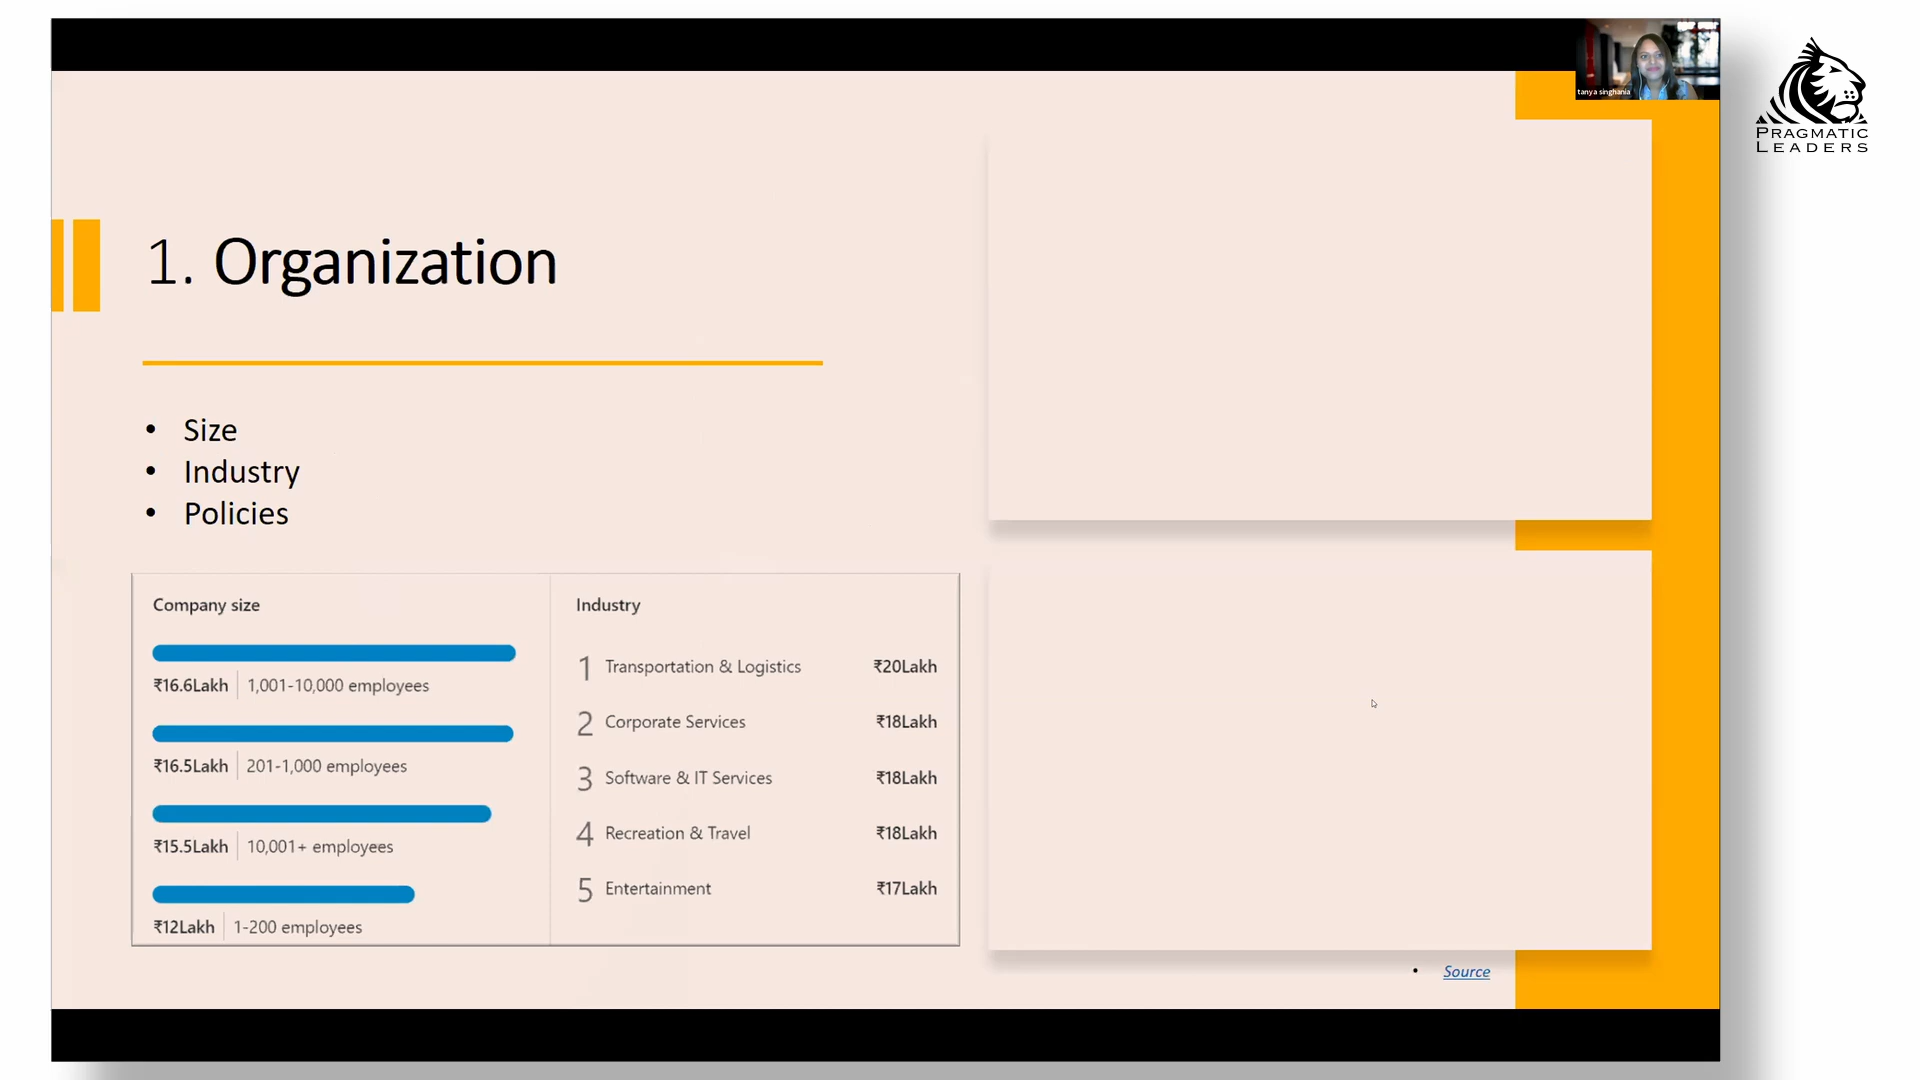 tanya singhania
PRAGMATIC
LEADERS
1. Organization
• Size
• Industry
• Policies
Company size
₹16.6Lakh | 1,001-10,000 employees
₹16.5Lakh | 201-1,000 employees
₹15.5Lakh | 10,001+ employees
₹12Lakh | 1-200 employees
Industry
1 Transportation & Logistics ₹20Lakh
2 Corporate Services ₹18Lakh
3 Software & IT Services ₹18Lakh
4 Recreation & Travel ₹18Lakh
5 Entertainment ₹17Lakh
• Source